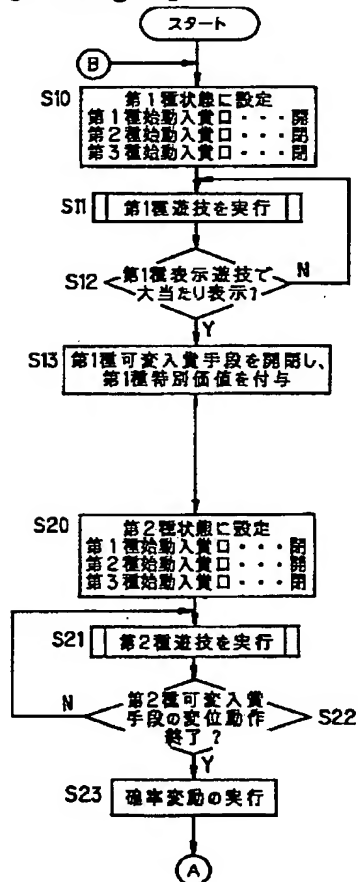 スタート
B
S10
第1種状態に設定
第1種始動入賞口・・・開
第2種始動入賞口・・・閉
第3種始動入賞口・・・閉
S11
第1種遊技を実行
S12
第1種表示遊技で
大当たり表示?
N
Y
S13
第1種可変入賞手段を開閉し、
第1種特別価値を付与
S20
第2種状態に設定
第1種始動入賞口・・・閉
第2種始動入賞口・・・開
第3種始動入賞口・・・閉
S21
第2種遊技を実行
N
第2種可変入賞
手段の変位動作
終了?
S22
Y
S23
確率変動の実行
A